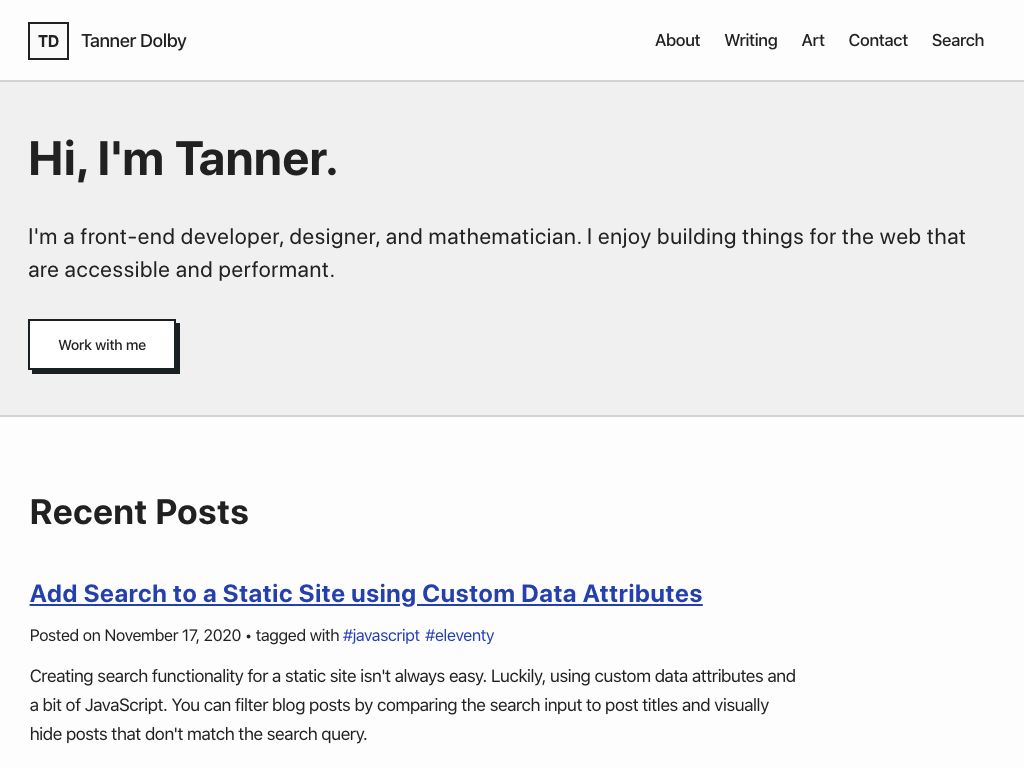 TD Tanner Dolby About Writing Art Contact Search
Hi, I'm Tanner.
I'm a front-end developer, designer, and mathematician. I enjoy building things for the web that
are accessible and performant.
Work with me
Recent Posts
Add Search to a Static Site using Custom Data Attributes
Posted on November 17, 2020 • tagged with #javascript #eleventy
Creating search functionality for a static site isn't always easy. Luckily, using custom data attributes and
a bit of JavaScript. You can filter blog posts by comparing the search input to post titles and visually
hide posts that don't match the search query.